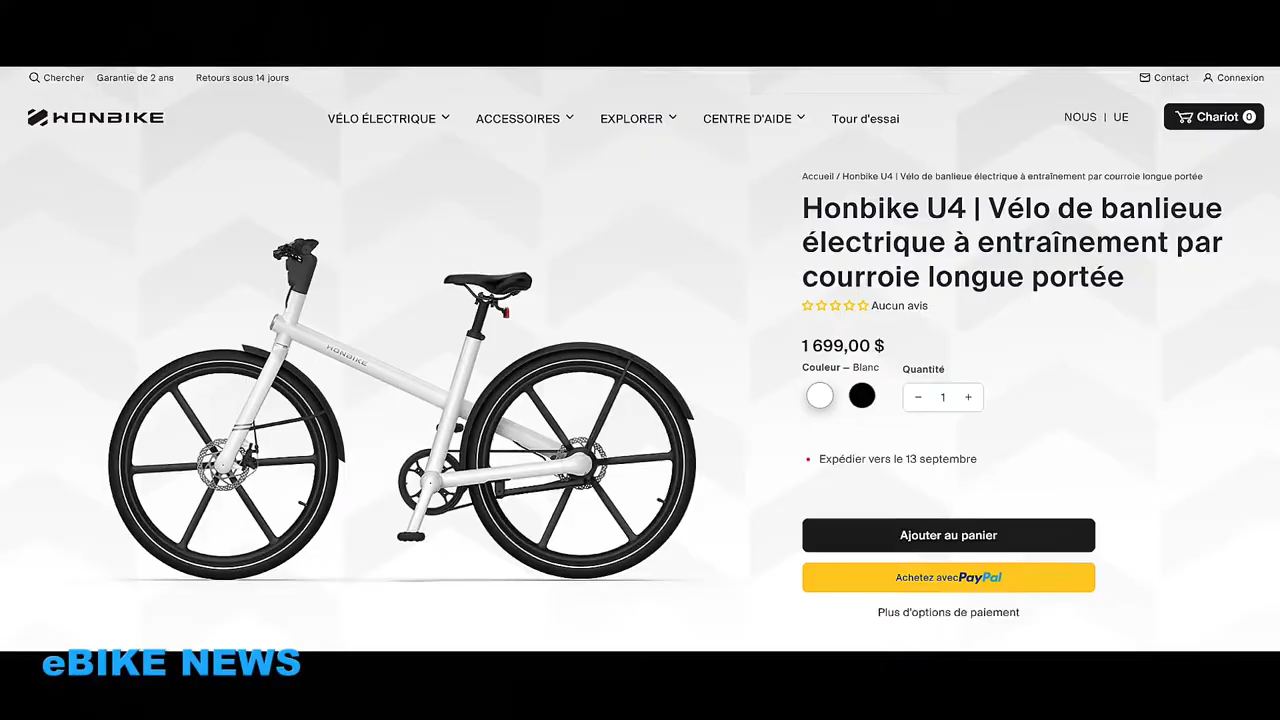 Chercher Garantie de 2 ans Retours sous 14 jours Contact Connexion
HONBIKE VÉLO ÉLECTRIQUE ACCESSOIRES EXPLORER CENTRE D'AIDE Tour d'essai NOUS | UE Chariot 0
Accueil / Honbike U4 | Vélo de banlieue électrique à entraînement par courroie longue portée
Honbike U4 | Vélo de banlieue
électrique à entraînement par
courroie longue portée
Aucun avis
1 699,00 $
Couleur — Blanc Quantité
− 1 +
Expédier vers le 13 septembre
Ajouter au panier
Achetez avec PayPal
Plus d'options de paiement
HONBIKE
eBIKE NEWS